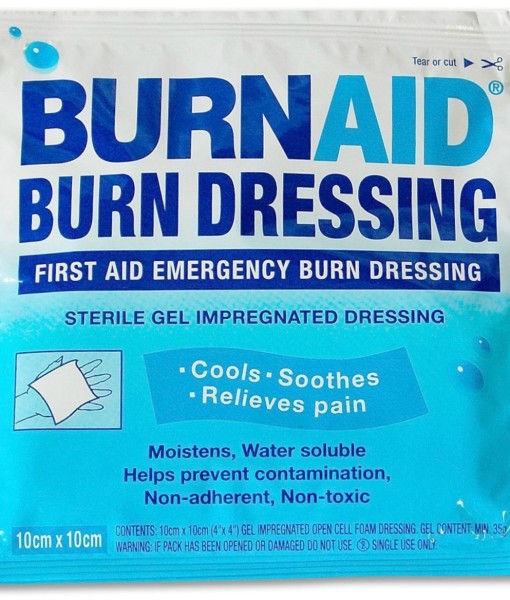 Tear or cut
BURNAID®
BURN DRESSING
FIRST AID EMERGENCY BURN DRESSING
STERILE GEL IMPREGNATED DRESSING
• Cools • Soothes
• Relieves pain
Moistens, Water soluble
Helps prevent contamination,
Non-adherent, Non-toxic
10cm x 10cm
CONTENTS: 10cm x 10cm (4"x 4") GEL IMPREGNATED OPEN CELL FOAM DRESSING. GEL CONTENT MIN. 35g
WARNING: IF PACK HAS BEEN OPENED OR DAMAGED DO NOT USE. ② SINGLE USE ONLY